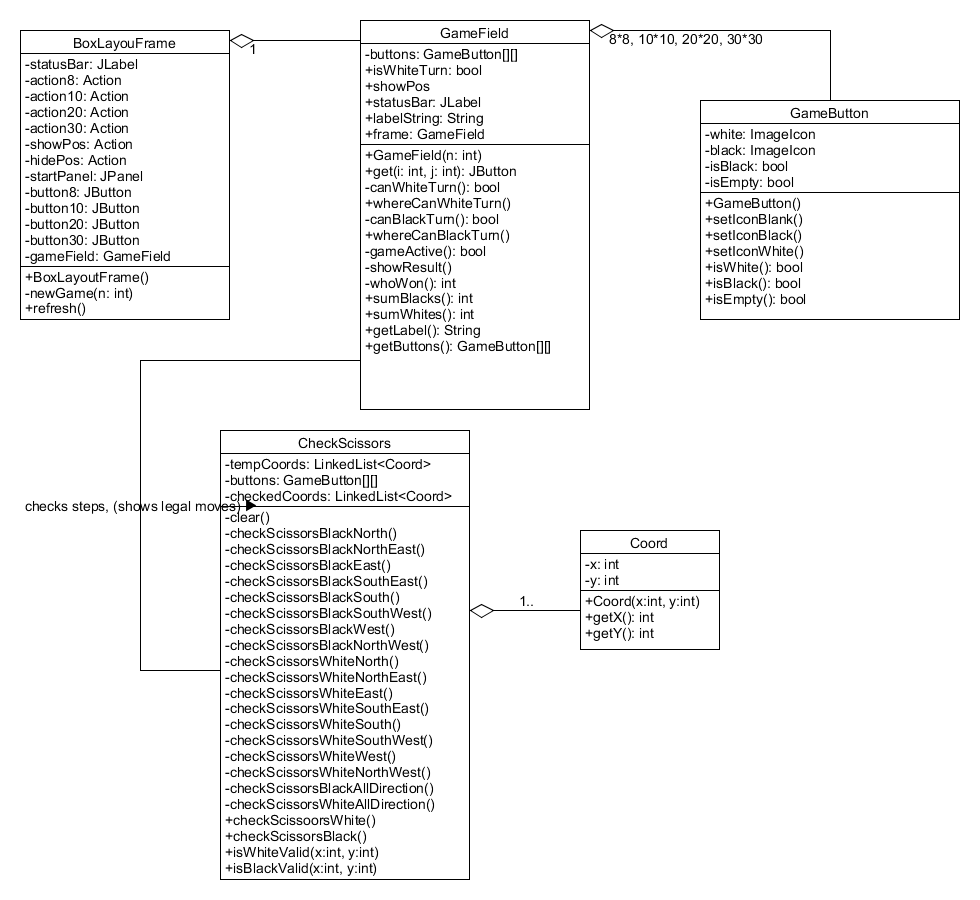 BoxLayouFrame
-statusBar: JLabel
-action8: Action
-action10: Action
-action20: Action
-action30: Action
-showPos: Action
-hidePos: Action
-startPanel: JPanel
-button8: JButton
-button10: JButton
-button20: JButton
-button30: JButton
-gameField: GameField
+BoxLayoutFrame()
-newGame(n: int)
+refresh()
1
GameField
-buttons: GameButton[][]
+isWhiteTurn: bool
+showPos
+statusBar: JLabel
+labelString: String
+frame: GameField
+GameField(n: int)
+get(i: int, j: int): JButton
-canWhiteTurn(): bool
+whereCanWhiteTurn()
-canBlackTurn(): bool
+whereCanBlackTurn()
-gameActive(): bool
-showResult()
-whoWon(): int
+sumBlacks(): int
+sumWhites(): int
+getLabel(): String
+getButtons(): GameButton[][]
8*8, 10*10, 20*20, 30*30
GameButton
-white: ImageIcon
-black: ImageIcon
-isBlack: bool
-isEmpty: bool
+GameButton()
+setIconBlank()
+setIconBlack()
+setIconWhite()
+isWhite(): bool
+isBlack(): bool
+isEmpty(): bool
CheckScissors
-tempCoords: LinkedList<Coord>
-buttons: GameButton[][]
-checkedCoords: LinkedList<Coord>
checks steps, (shows legal moves)
-clear()
-checkScissorsBlackNorth()
-checkScissorsBlackNorthEast()
-checkScissorsBlackEast()
-checkScissorsBlackSouthEast()
-checkScissorsBlackSouth()
-checkScissorsBlackSouthWest()
-checkScissorsBlackWest()
-checkScissorsBlackNorthWest()
-checkScissorsWhiteNorth()
-checkScissorsWhiteNorthEast()
-checkScissorsWhiteEast()
-checkScissorsWhiteSouthEast()
-checkScissorsWhiteSouth()
-checkScissorsWhiteSouthWest()
-checkScissorsWhiteWest()
-checkScissorsWhiteNorthWest()
-checkScissorsBlackAllDirection()
-checkScissorsWhiteAllDirection()
+checkScissoorsWhite()
+checkScissorsBlack()
+isWhiteValid(x:int, y:int)
+isBlackValid(x:int, y:int)
1..
Coord
-x: int
-y: int
+Coord(x:int, y:int)
+getX(): int
+getY(): int